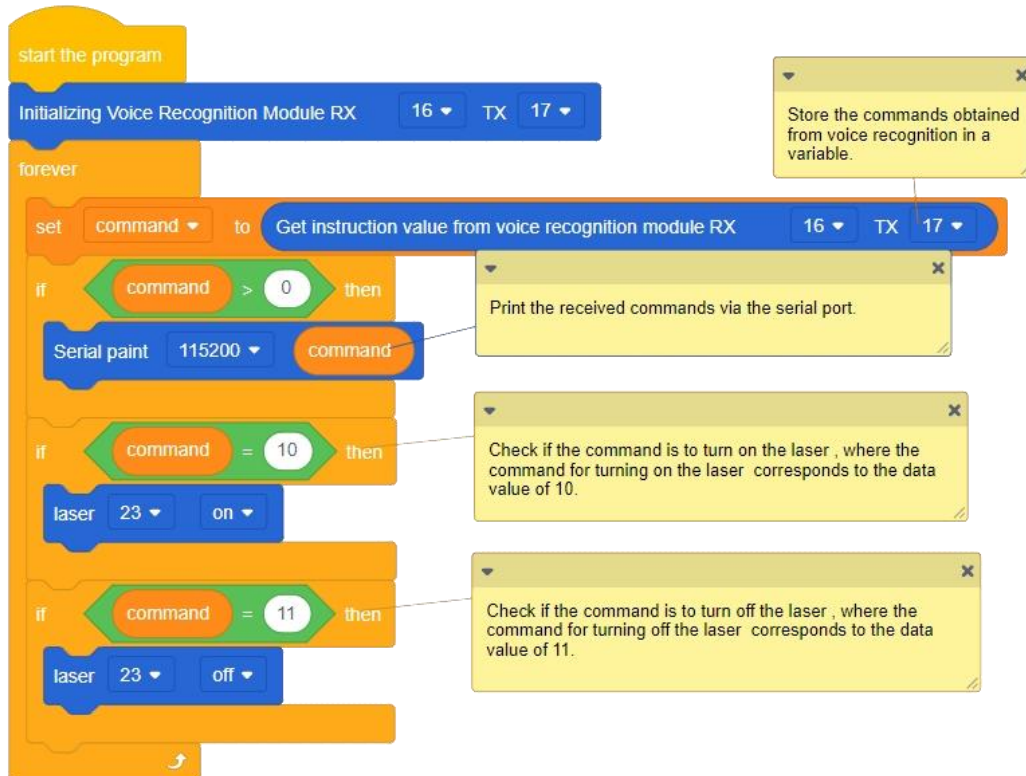 start the program
Initializing Voice Recognition Module RX 16 TX 17
Store the commands obtained
from voice recognition in a
variable.
forever
set command to Get instruction value from voice recognition module RX 16 TX 17
if command > 0 then
Print the received commands via the serial port.
Serial paint 115200 command
if command = 10 then
Check if the command is to turn on the laser , where the
command for turning on the laser corresponds to the data
value of 10.
laser 23 on
if command = 11 then
Check if the command is to turn off the laser , where the
command for turning off the laser corresponds to the data
value of 11.
laser 23 off